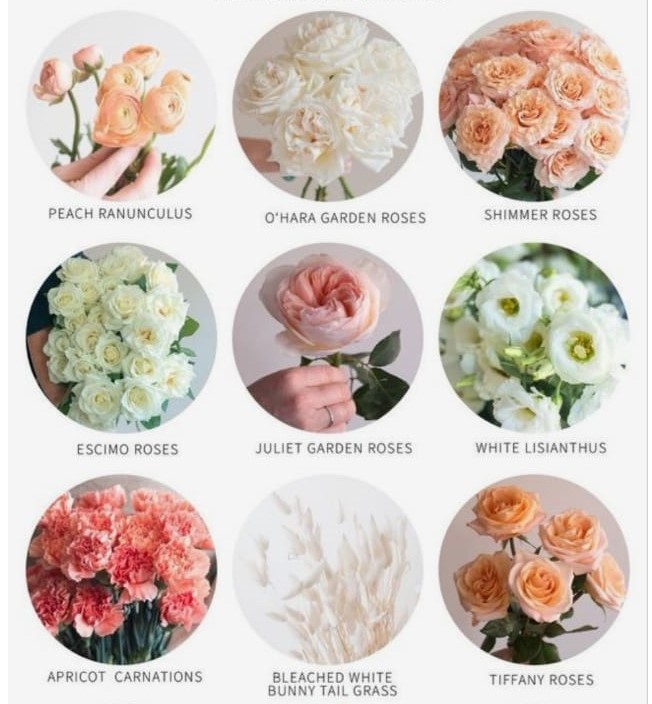 PEACH RANUNCULUS
O'HARA GARDEN ROSES
SHIMMER ROSES
ESCIMO ROSES
JULIET GARDEN ROSES
WHITE LISIANTHUS
APRICOT CARNATIONS
BLEACHED WHITE
BUNNY TAIL GRASS
TIFFANY ROSES